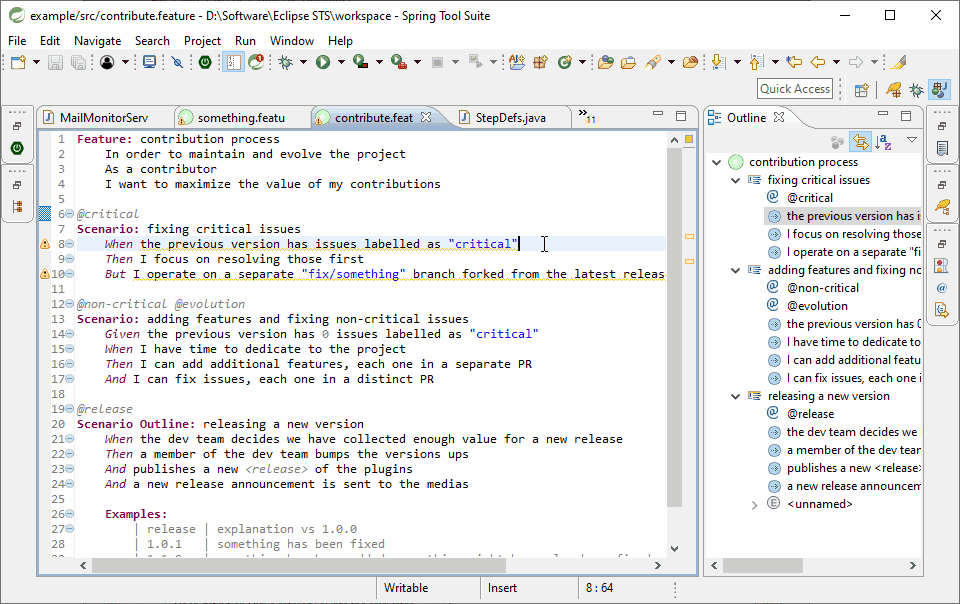 example/src/contribute.feature - D:\Software\Eclipse STS\workspace - Spring Tool Suite
File Edit Navigate Search Project Run Window Help
Quick Access
MailMonitorServ something.featu contribute.feat StepDefs.java »11
Outline
1 Feature: contribution process
2 In order to maintain and evolve the project
3 As a contributor
4 I want to maximize the value of my contributions
5
6 @critical
7 Scenario: fixing critical issues
8 When the previous version has issues labelled as "critical"
9 Then I focus on resolving those first
10 But I operate on a separate "fix/something" branch forked from the latest releas
11
12 @non-critical @evolution
13 Scenario: adding features and fixing non-critical issues
14 Given the previous version has 0 issues labelled as "critical"
15 When I have time to dedicate to the project
16 Then I can add additional features, each one in a separate PR
17 And I can fix issues, each one in a distinct PR
18
19 @release
20 Scenario Outline: releasing a new version
21 When the dev team decides we have collected enough value for a new release
22 Then a member of the dev team bumps the versions ups
23 And publishes a new <release> of the plugins
24 And a new release announcement is sent to the medias
25
26 Examples:
27 | release | explanation vs 1.0.0
28 | 1.0.1 | something has been fixed
contribution process
fixing critical issues
@critical
the previous version has i
I focus on resolving those
I operate on a separate "fi
adding features and fixing no
@non-critical
@evolution
the previous version has 0
I have time to dedicate to
I can add additional featu
I can fix issues, each one i
releasing a new version
@release
the dev team decides we
a member of the dev tean
publishes a new <release>
a new release announcem
<unnamed>
Writable Insert 8 : 64